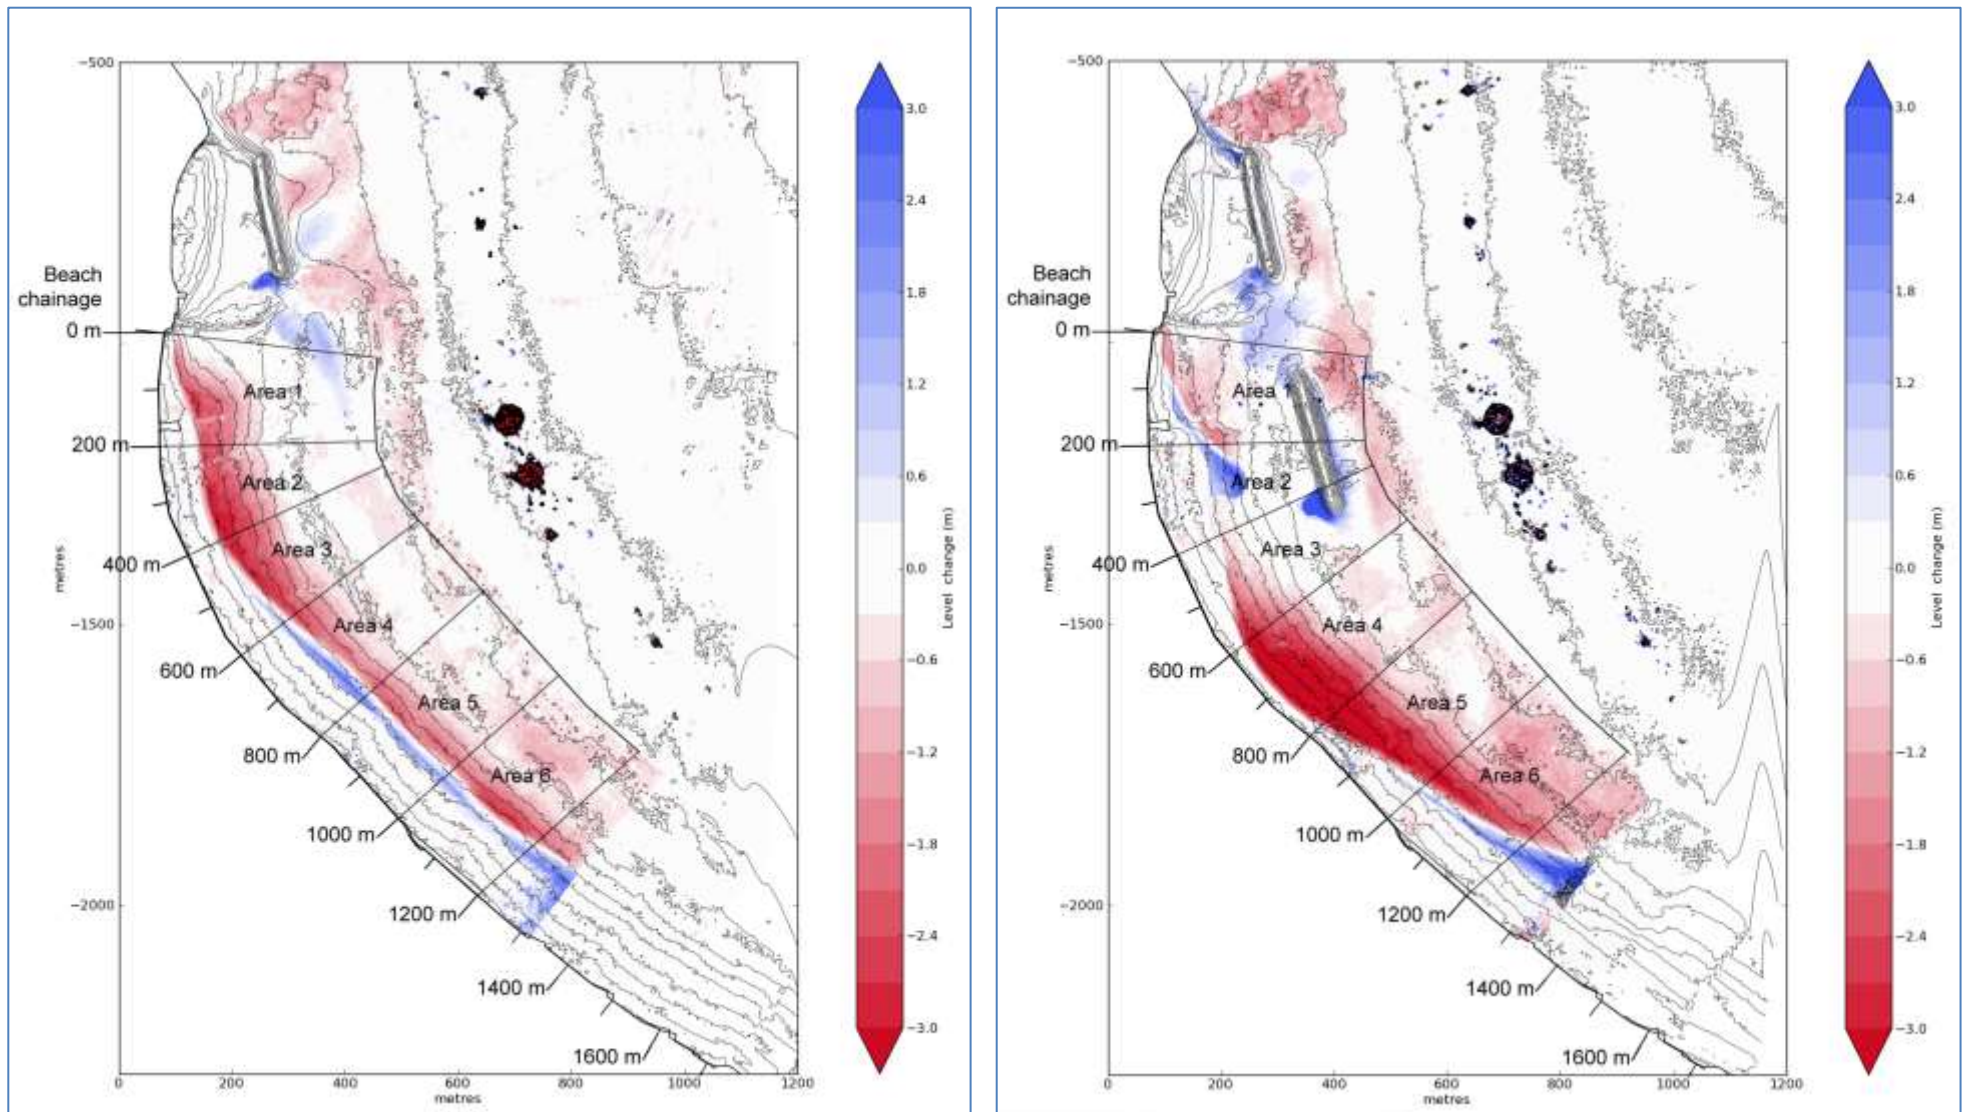 −500
Beach
chainage
0 m
200 m
400 m
600 m
800 m
1000 m
1200 m
1400 m
1600 m
−1500
−2000
metres
Area 1
Area 2
Area 3
Area 4
Area 5
Area 6
0
200
400
600
800
1000
1200
metres
3.0
2.4
1.8
1.2
0.6
0.0
−0.6
−1.2
−1.8
−2.4
−3.0
Level change (m)
−500
Beach
chainage
0 m
200 m
400 m
600 m
800 m
1000 m
1200 m
1400 m
1600 m
−1500
−2000
metres
Area 1
Area 2
Area 3
Area 4
Area 5
Area 6
0
200
400
600
800
1000
1200
metres
3.0
2.4
1.8
1.2
0.6
0.0
−0.6
−1.2
−1.8
−2.4
−3.0
Level change (m)